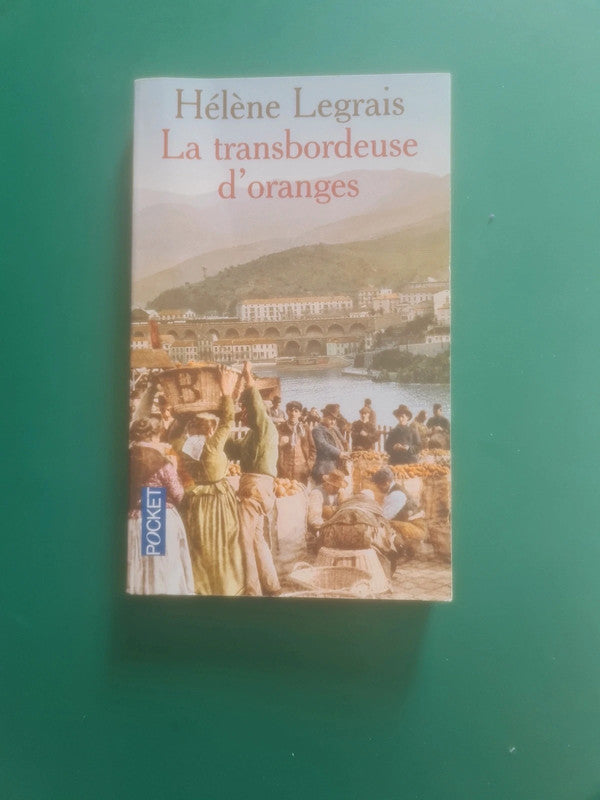 Hélène Legrais
La transbordeuse
d'oranges
B
POCKET